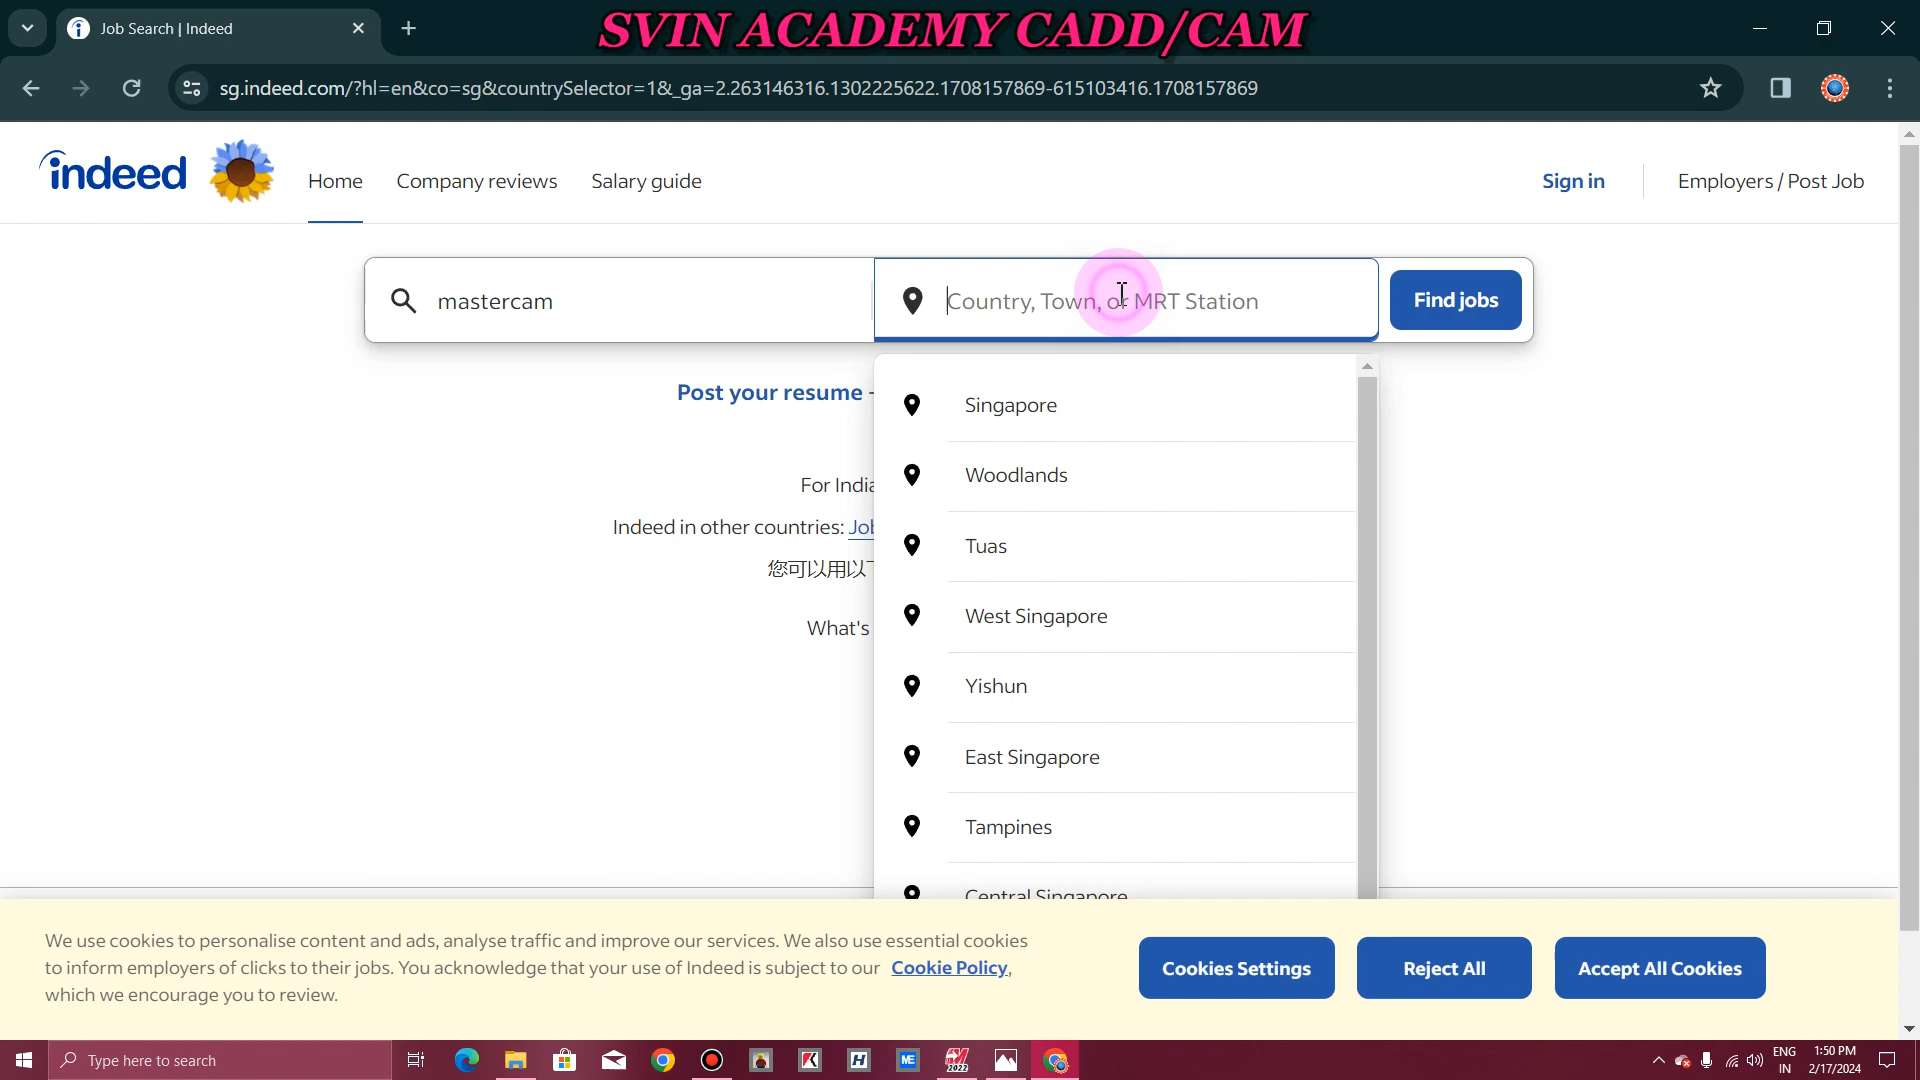 Job Search | Indeed
SVIN ACADEMY CADD/CAM
sg.indeed.com/?hl=en&co=sg&countrySelector=1&_ga=2.263146316.1302225622.1708157869-615103416.1708157869
indeed
Home
Company reviews
Salary guide
Sign in
Employers / Post Job
mastercam
Country, Town, or MRT Station
Find jobs
Post your resume -
For India
Indeed in other countries: Job
您可以用以下
What's
Singapore
Woodlands
Tuas
West Singapore
Yishun
East Singapore
Tampines
Central Singapore
We use cookies to personalise content and ads, analyse traffic and improve our services. We also use essential cookies
to inform employers of clicks to their jobs. You acknowledge that your use of Indeed is subject to our Cookie Policy,
which we encourage you to review.
Cookies Settings
Reject All
Accept All Cookies
Type here to search
K
H
ME
2022
ENG
IN
1:50 PM
2/17/2024